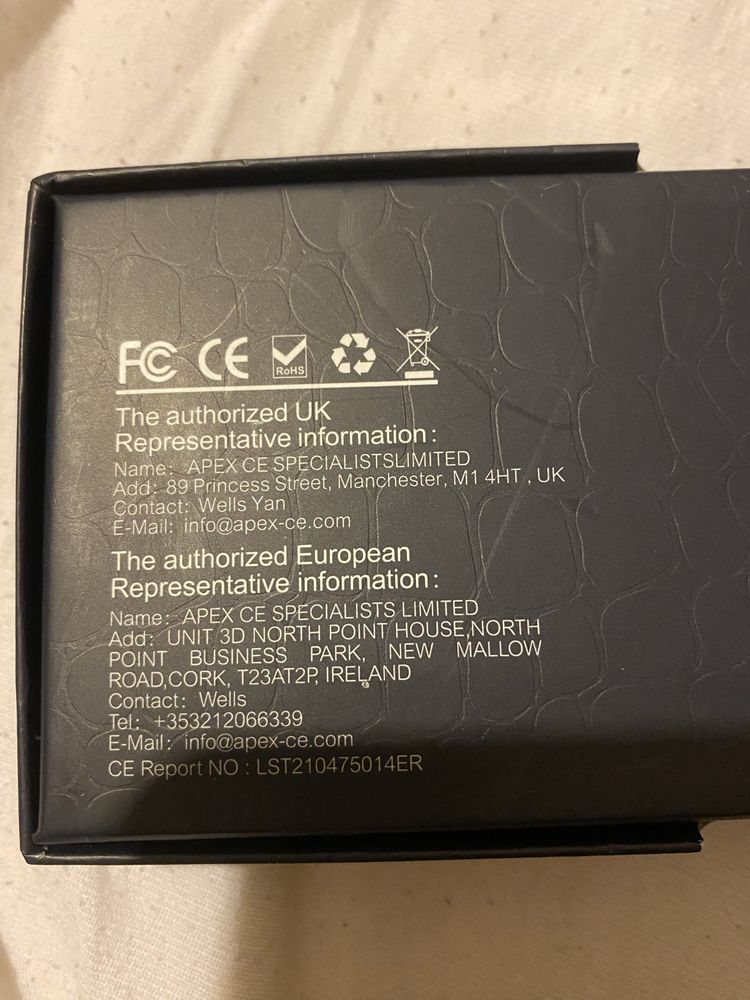 FC CE RoHS
The authorized UK
Representative information:
Name: APEX CE SPECIALISTSLIMITED
Add: 89 Princess Street, Manchester, M1 4HT , UK
Contact: Wells Yan
E-Mail: info@apex-ce.com
The authorized European
Representative information:
Name: APEX CE SPECIALISTS LIMITED
Add: UNIT 3D NORTH POINT HOUSE,NORTH
POINT BUSINESS PARK, NEW MALLOW
ROAD,CORK, T23AT2P, IRELAND
Contact: Wells
Tel: +353212066339
E-Mail: info@apex-ce.com
CE Report NO : LST210475014ER